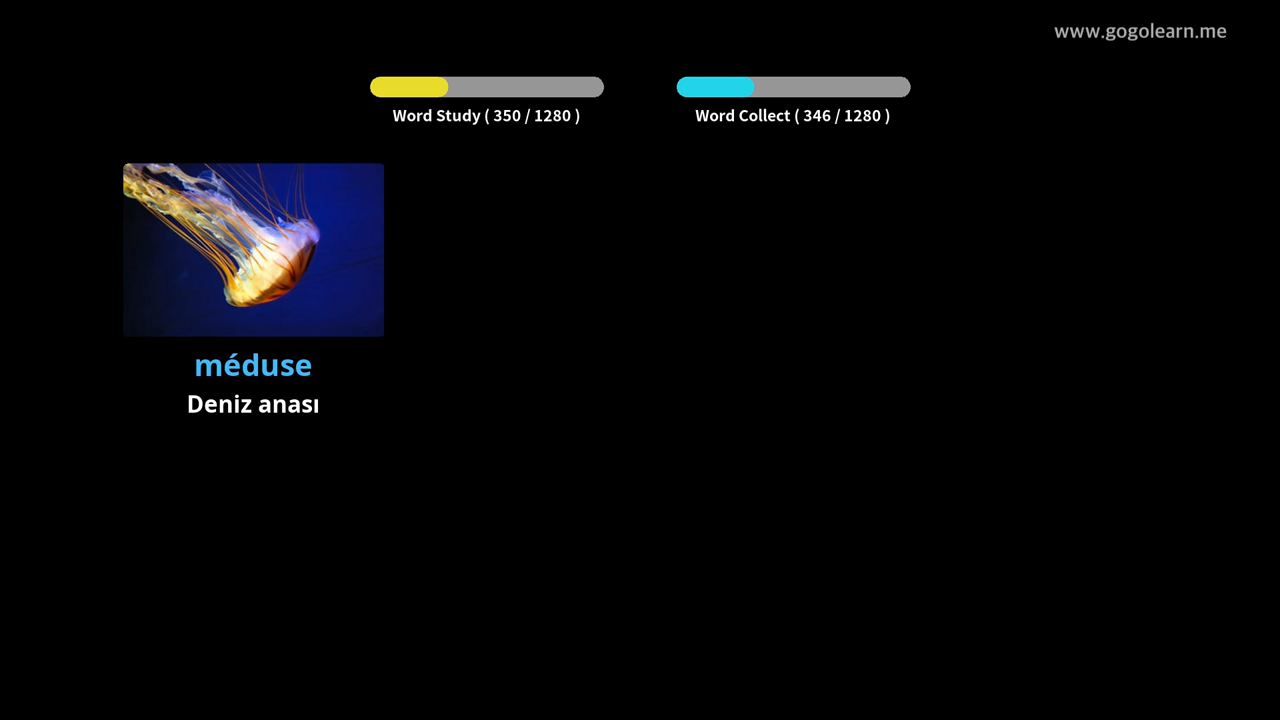 www.gogolearn.me
Word Study ( 350 / 1280 )
Word Collect ( 346 / 1280 )
méduse
Deniz anası